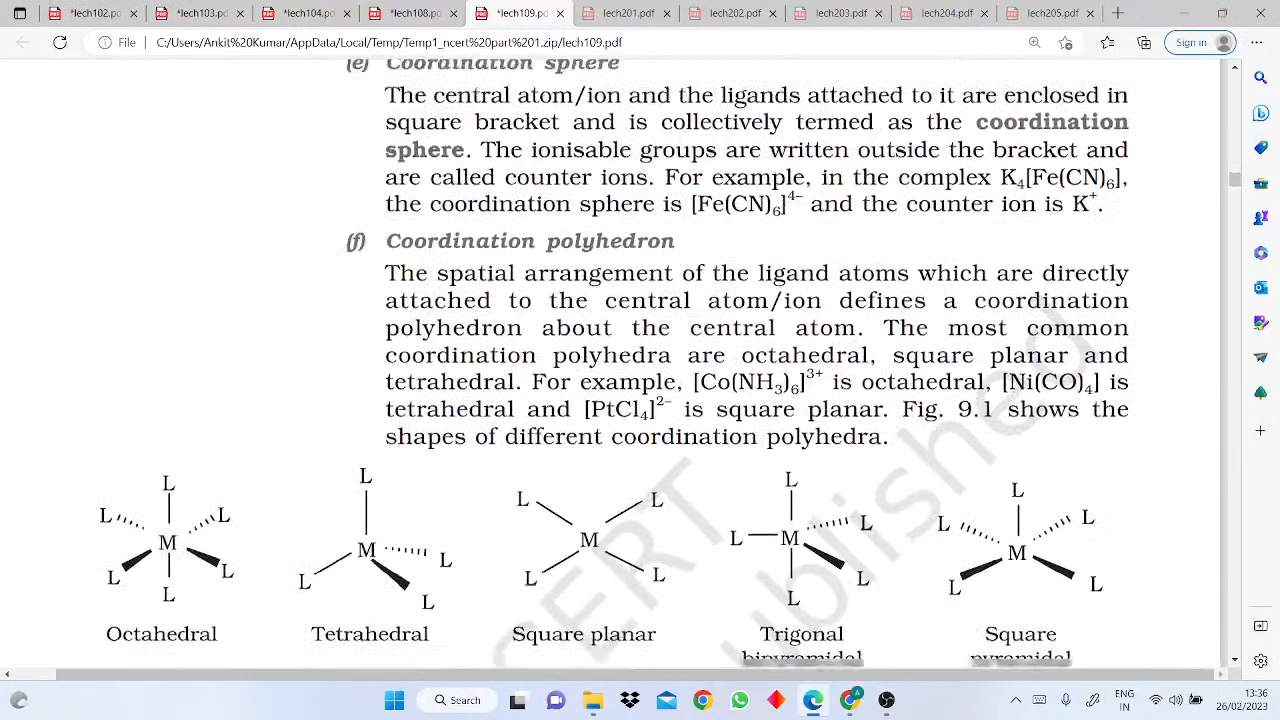 *lech102.pdf
*lech103.pdf
*lech104.pdf
*lech108.pdf
*lech109.pdf
lech201.pdf
lech202.pdf
lech203.pdf
lech204.pdf
lech205.pdf
File
C:/Users/Ankit%20Kumar/AppData/Local/Temp/Temp1_ncert%20part%001.zip/lech109.pdf
Sign in
(e) Coordination sphere
The central atom/ion and the ligands attached to it are enclosed in
square bracket and is collectively termed as the coordination
sphere. The ionisable groups are written outside the bracket and
are called counter ions. For example, in the complex K₄[Fe(CN)₆],
the coordination sphere is [Fe(CN)₆]⁴⁻ and the counter ion is K⁺.
(f) Coordination polyhedron
The spatial arrangement of the ligand atoms which are directly
attached to the central atom/ion defines a coordination
polyhedron about the central atom. The most common
coordination polyhedra are octahedral, square planar and
tetrahedral. For example, [Co(NH₃)₆]³⁺ is octahedral, [Ni(CO)₄] is
tetrahedral and [PtCl₄]²⁻ is square planar. Fig. 9.1 shows the
shapes of different coordination polyhedra.
L
L L
M
L L
L
L
M
L L
L
L L
M
L L
L
L M L
L
L
L
L L
M
L L
Octahedral
Tetrahedral
Square planar
Trigonal
bipyramidal
Square
pyramidal
Search
ENG
IN
13:36
26/02/2023